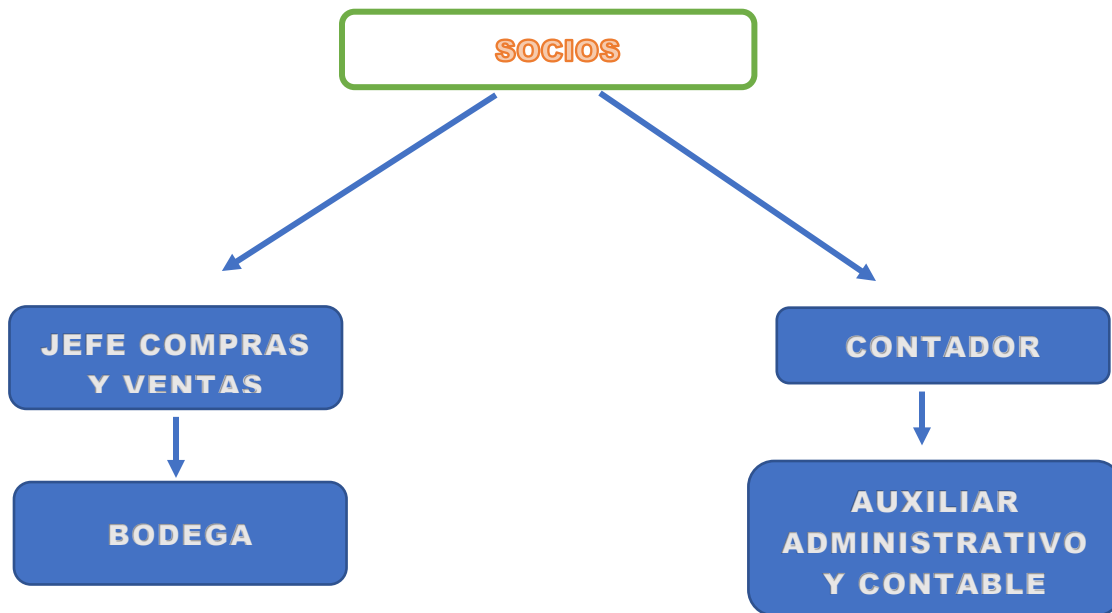 SOCIOS
JEFE COMPRAS
Y VENTAS
CONTADOR
BODEGA
AUXILIAR
ADMINISTRATIVO
Y CONTABLE